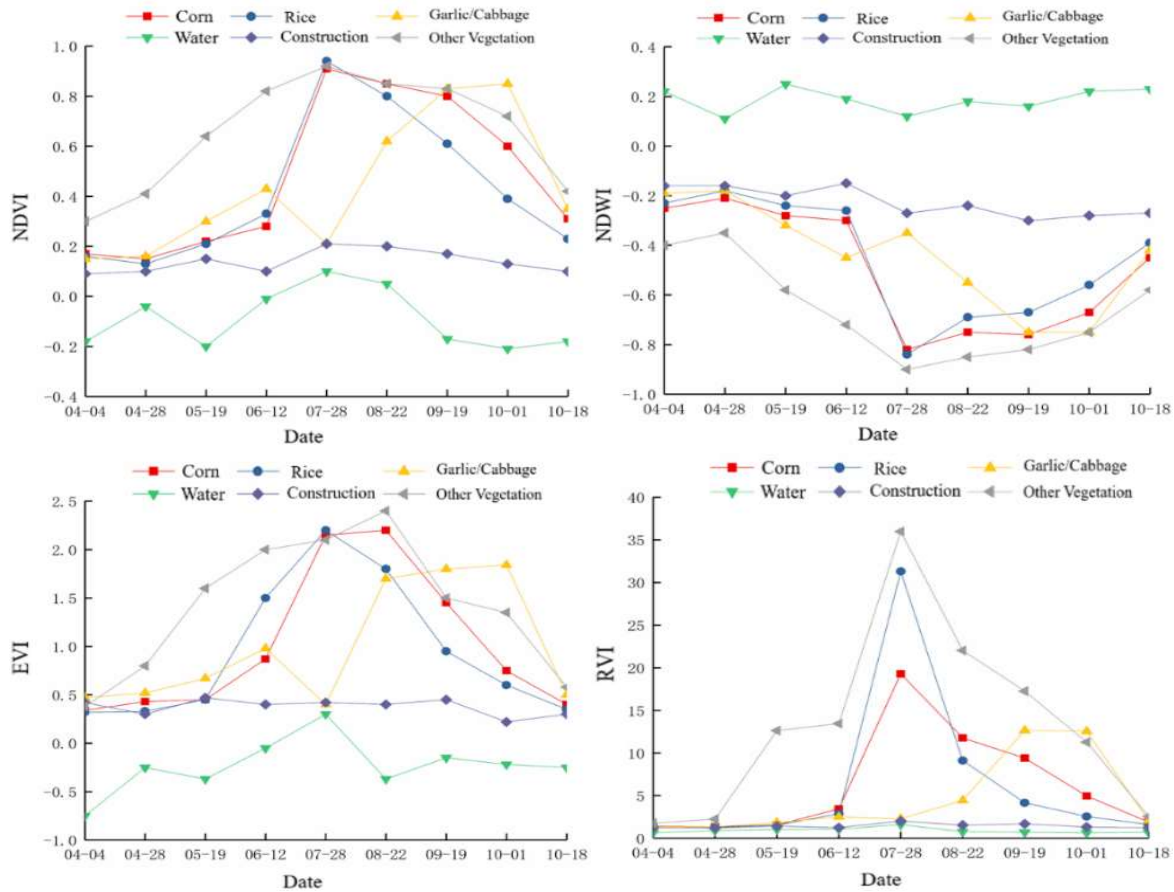 Corn Rice Garlic/Cabbage
Water Construction Other Vegetation
NDVI
1.0
0.8
0.6
0.4
0.2
0.0
-0.2
-0.4
04-04 04-28 05-19 06-12 07-28 08-22 09-19 10-01 10-18
Date
Corn Rice Garlic/Cabbage
Water Construction Other Vegetation
NDWI
0.4
0.2
0.0
-0.2
-0.4
-0.6
-0.8
-1.0
04-04 04-28 05-19 06-12 07-28 08-22 09-19 10-01 10-18
Date
Corn Rice Garlic/Cabbage
Water Construction Other Vegetation
EVI
2.5
2.0
1.5
1.0
0.5
0.0
-0.5
-1.0
04-04 04-28 05-19 06-12 07-28 08-22 09-19 10-01 10-18
Date
Corn Rice Garlic/Cabbage
Water Construction Other Vegetation
RVI
40
35
30
25
20
15
10
5
0
04-04 04-28 05-19 06-12 07-28 08-22 09-19 10-01 10-18
Date